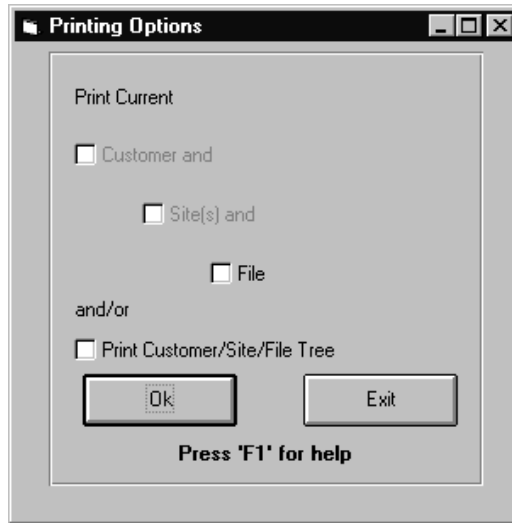 Printing Options
Print Current
Customer and
Site(s) and
File
and/or
Print Customer/Site/File Tree
Ok
Exit
Press 'F1' for help